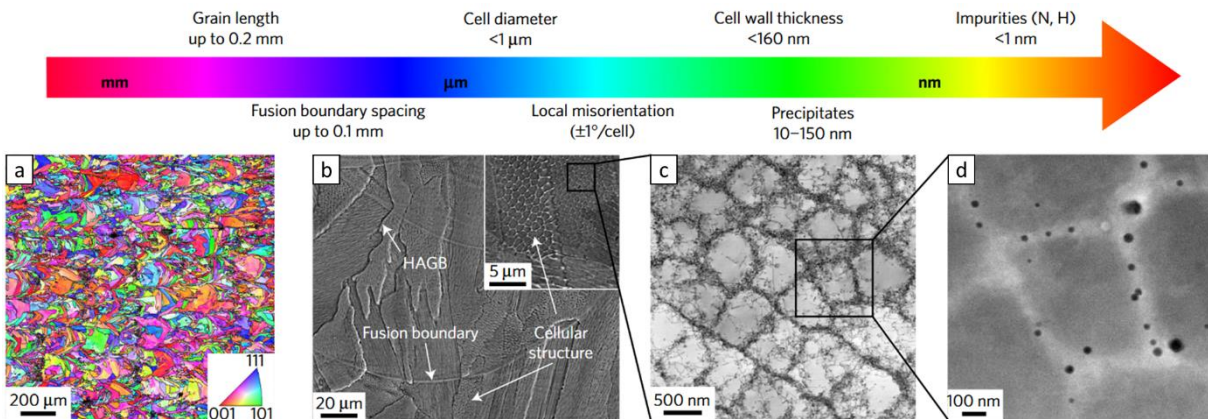 Grain length
up to 0.2 mm
Cell diameter
<1 μm
Cell wall thickness
<160 nm
Impurities (N, H)
<1 nm
mm
μm
nm
Fusion boundary spacing
up to 0.1 mm
Local misorientation
(±1°/cell)
Precipitates
10–150 nm
a
111
200 μm
001
101
b
HAGB
5 μm
Fusion boundary
Cellular
structure
20 μm
c
500 nm
d
100 nm